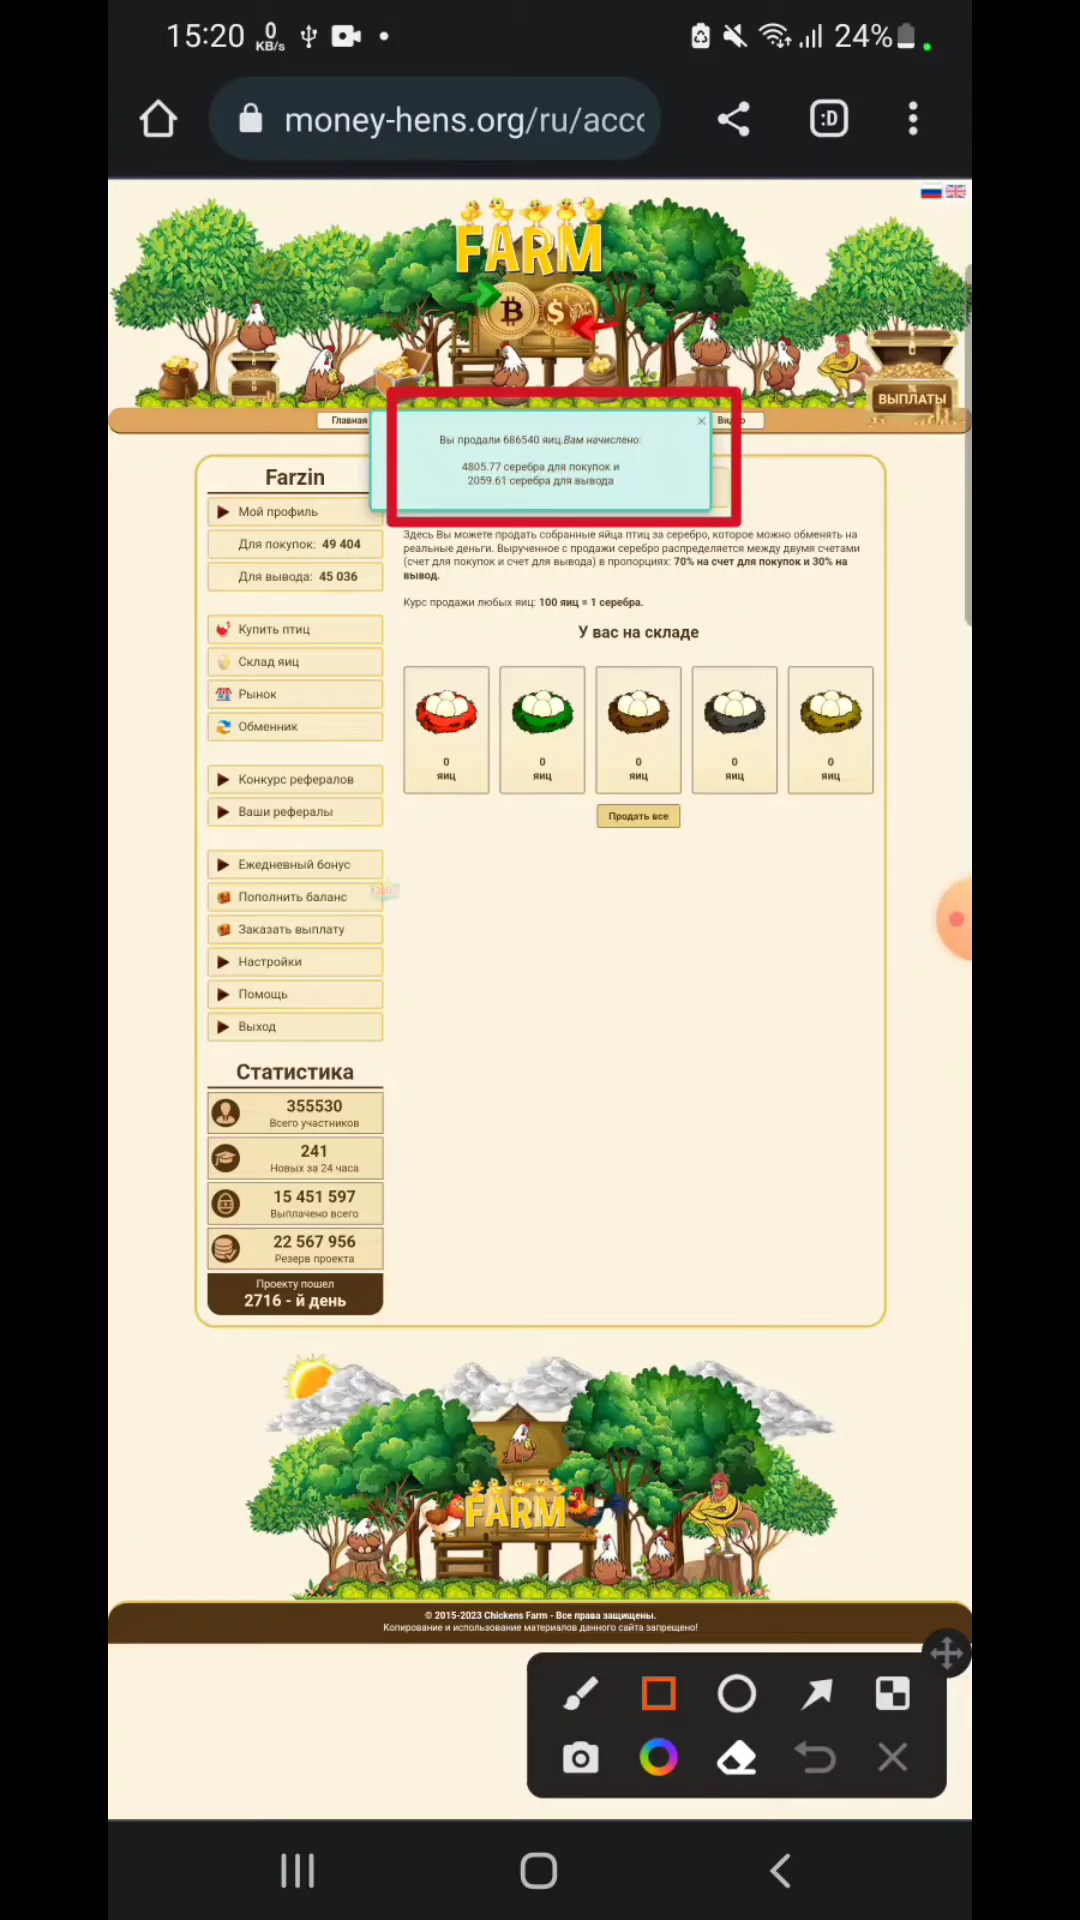 15:20 0 KB/s 24%
money-hens.org/ru/acc
FARM
ВЫПЛАТЫ
Главная
Вы продали 686540 яиц.Вам начислено:
4805.77 серебра для покупок и
2059.61 серебра для вывода
Farzin
Мой профиль
Для покупок: 49 404
Для вывода: 45 036
Купить птиц
Склад яиц
Рынок
Обменник
Конкурс рефералов
Ваши рефералы
Ежедневный бонус
Пополнить баланс
Заказать выплату
Настройки
Помощь
Выход
Статистика
355530
Всего участников
241
Новых за 24 часа
15 451 597
Выплачено всего
22 567 956
Резерв проекта
Проекту пошел
2716 - й день
Здесь Вы можете продать собранные яйца птиц за серебро, которое можно обменять на
реальные деньги. Вырученное с продажи серебро распределяется между двумя счетами
(счет для покупок и счет для вывода) в пропорциях: 70% на счет для покупок и 30% на
вывод.
Курс продажи любых яиц: 100 яиц = 1 серебра.
У вас на складе
0 0 0 0 0
яиц яиц яиц яиц яиц
Продать все
FARM
© 2015-2023 Chickens Farm - Все права защищены.
Копирование и использование материалов данного сайта запрещено!